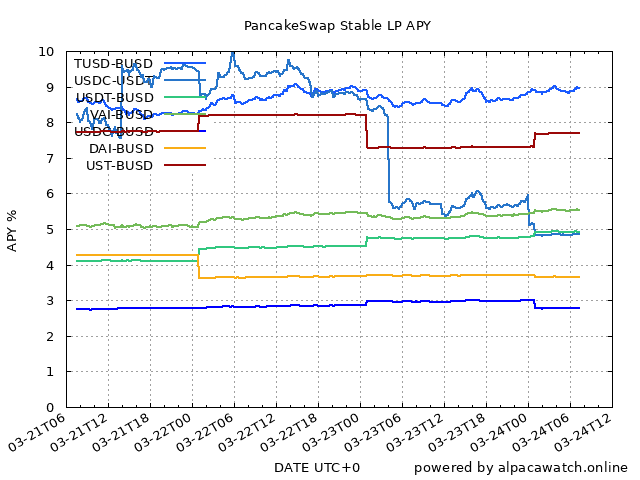 PancakeSwap Stable LP APY
10
9
8
7
6
5
4
3
2
1
0
APY %
TUSD-BUSD
USDC-USDT
USDT-BUSD
VAI-BUSD
USDC-BUSD
DAI-BUSD
UST-BUSD
03-21T06
03-21T12
03-21T18
03-22T00
03-22T06
03-22T12
03-22T18
03-23T00
03-23T06
03-23T12
03-23T18
03-24T00
03-24T06
03-24T12
DATE UTC+0
powered by alpacawatch.online